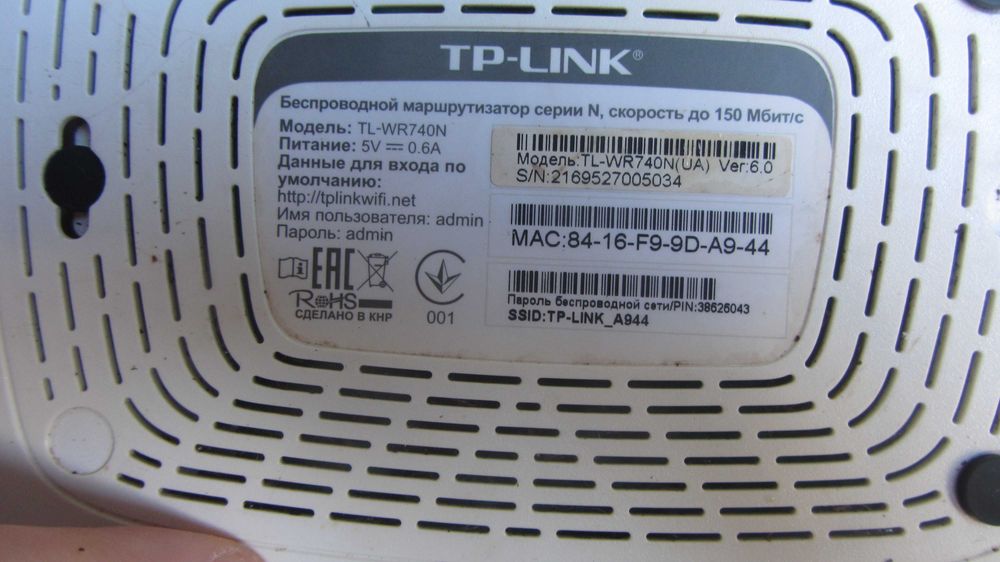 TP-LINK®
Беспроводной маршрутизатор серии N, скорость до 150 Мбит/с
Модель: TL-WR740N
Питание: 5V ⎓ 0.6A
Данные для входа по
умолчанию:
http://tplinkwifi.net
Имя пользователя: admin
Пароль: admin
EAC
RoHS
СДЕЛАНО В КНР
001
Модель:TL-WR740N(UA) Ver:6.0
S/N:2169527005034
MAC:84-16-F9-9D-A9-44
Пароль беспроводной сети/PIN:38626043
SSID:TP-LINK_A944